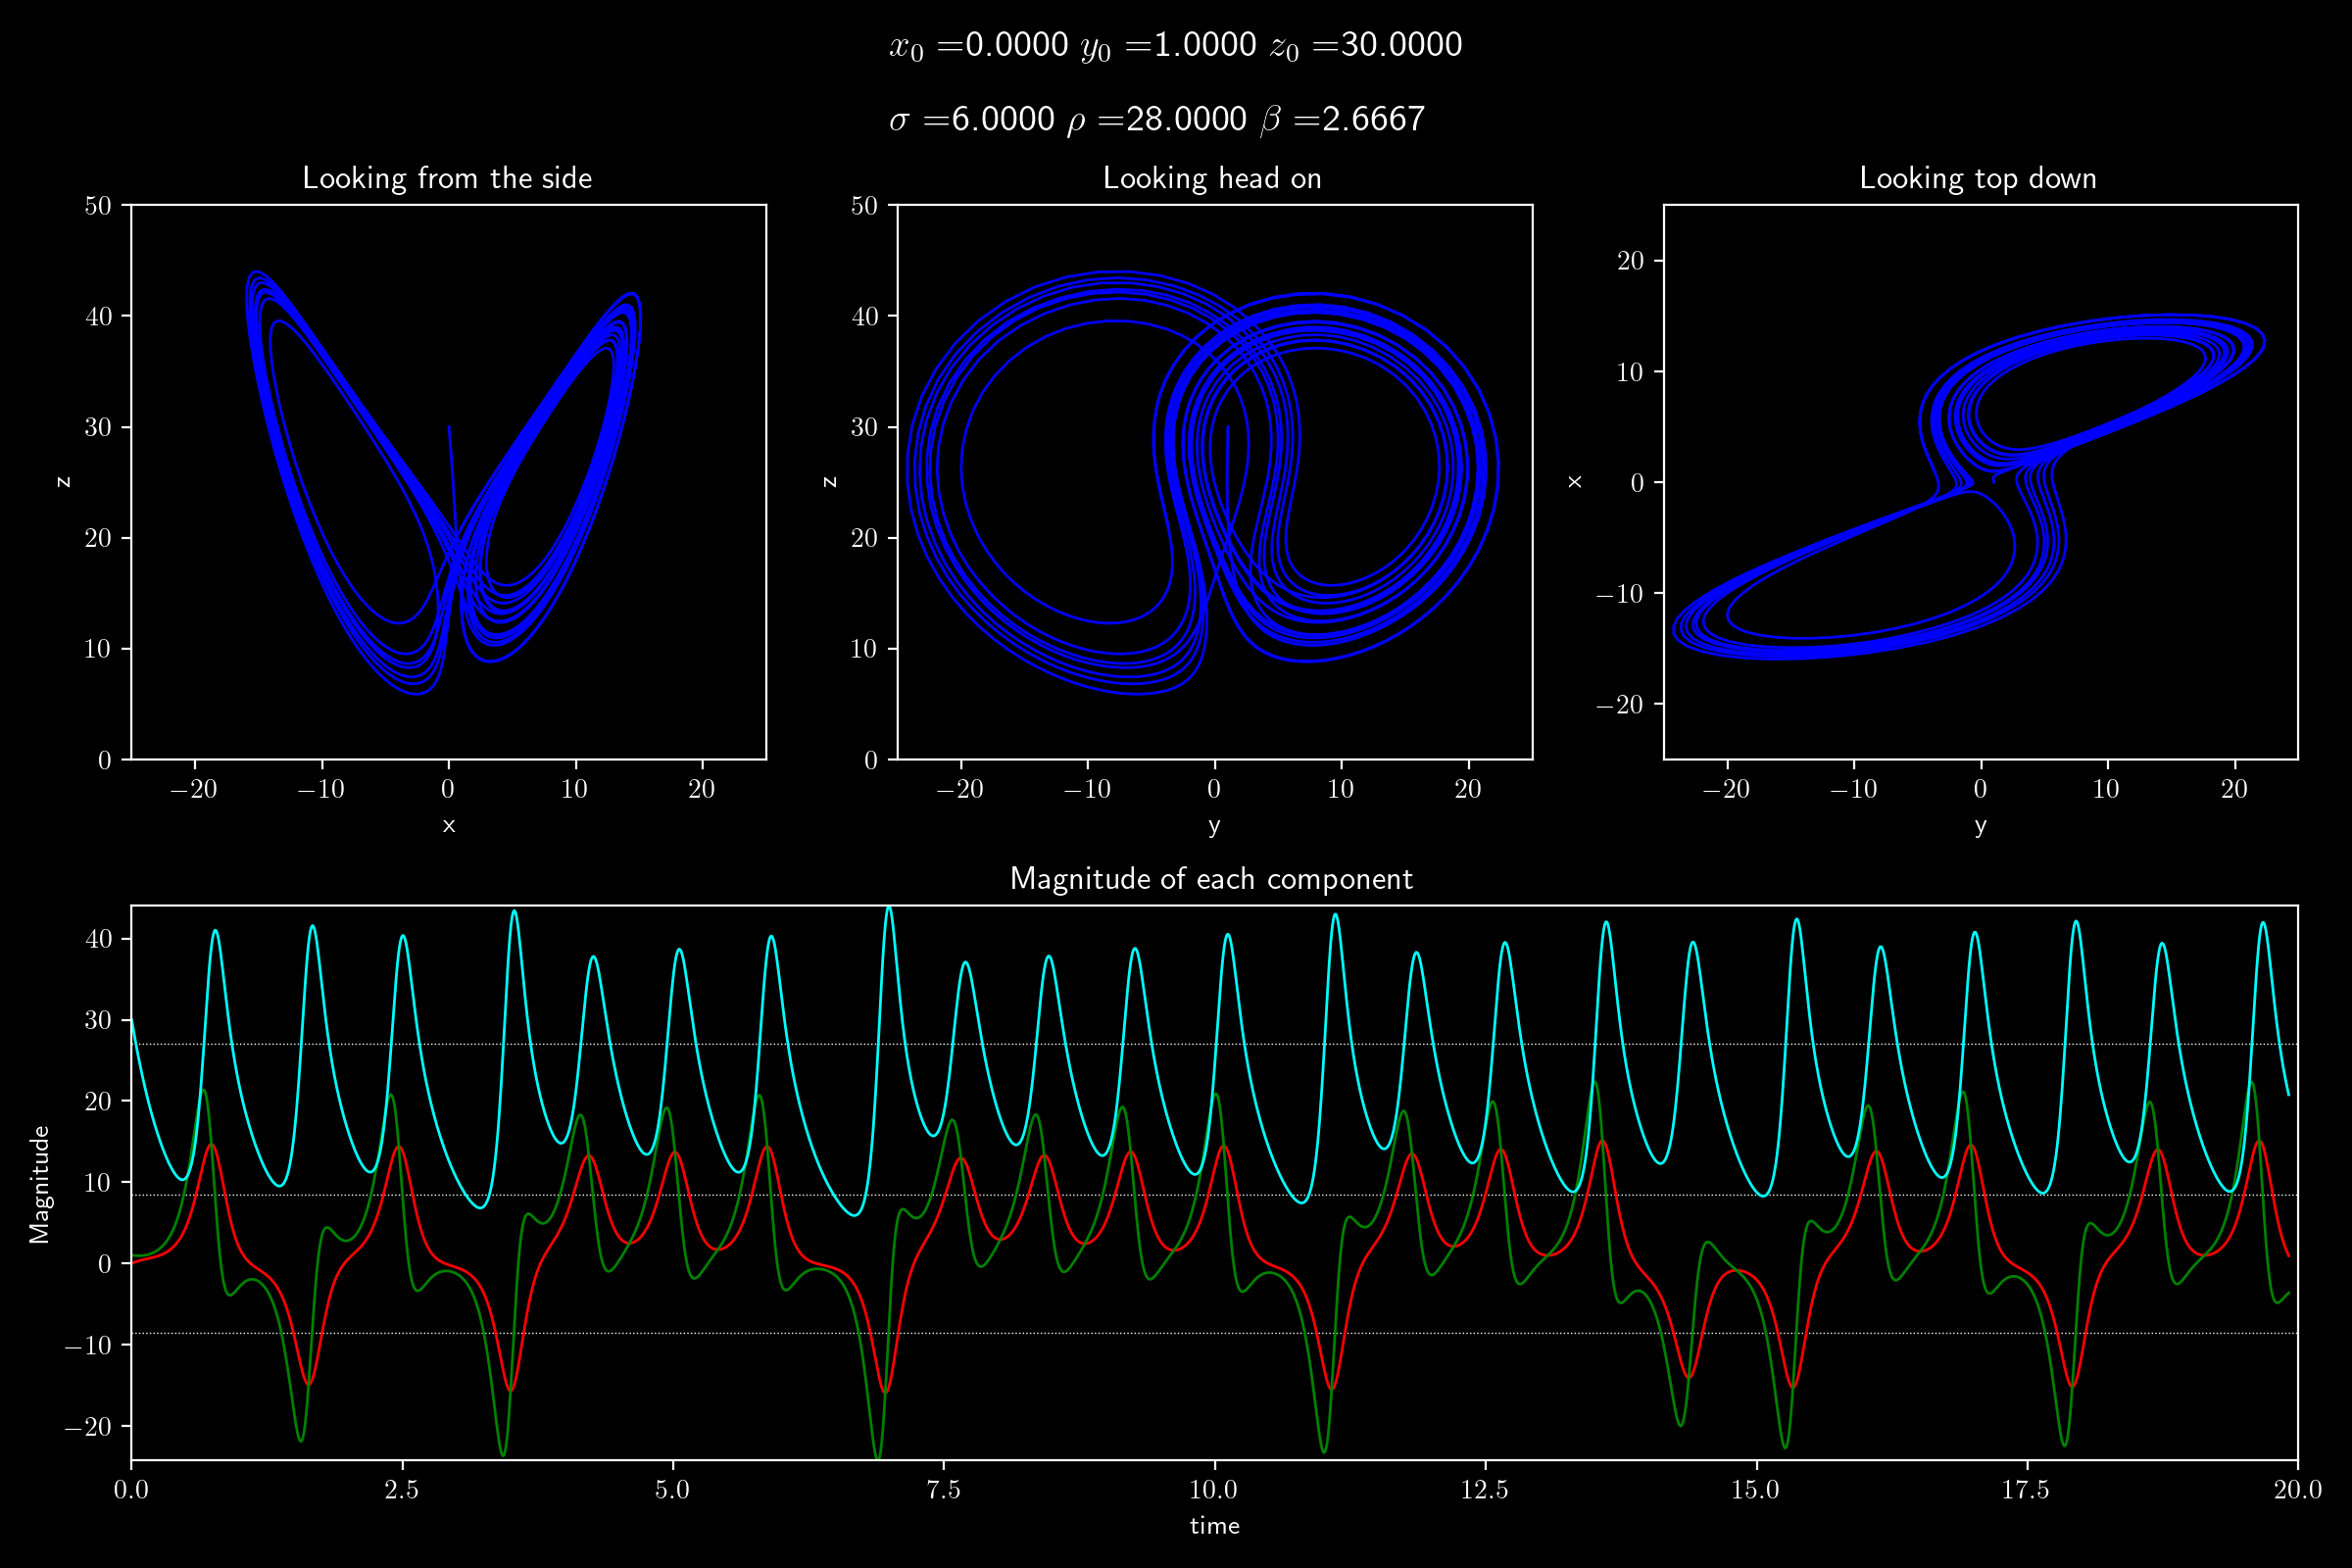 x₀ =0.0000 y₀ =1.0000 z₀ =30.0000
σ =6.0000 ρ =28.0000 β =2.6667
Looking from the side
50
40
30
20
10
0
z
−20 −10 0 10 20
x
Looking head on
50
40
30
20
10
0
z
−20 −10 0 10 20
y
Looking top down
20
10
0
−10
−20
x
−20 −10 0 10 20
y
Magnitude of each component
40
30
20
10
0
−10
−20
Magnitude
0.0 2.5 5.0 7.5 10.0 12.5 15.0 17.5 20.0
time